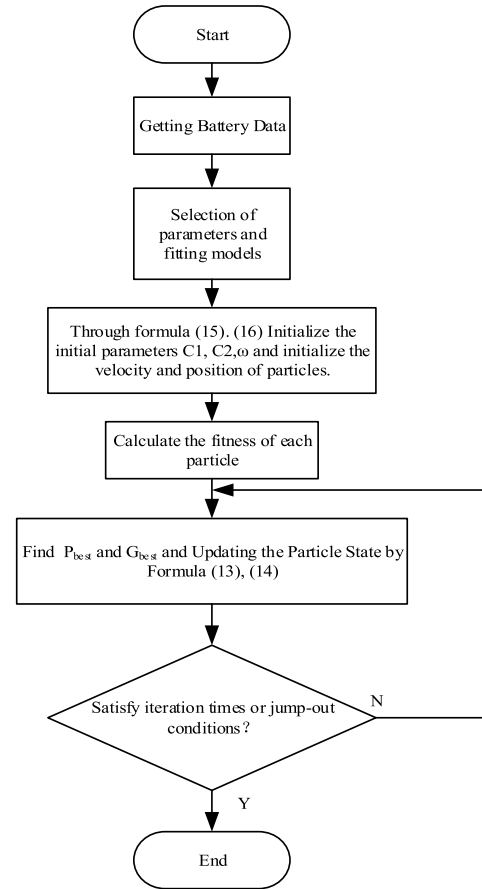 Start
Getting Battery Data
Selection of
parameters and
fitting models
Through formula (15). (16) Initialize the
initial parameters C1, C2,ω and initialize the
velocity and position of particles.
Calculate the fitness of each
particle
Find Pbest and Gbest and Updating the Particle State by
Formula (13), (14)
Satisfy iteration times or jump-out
conditions?
N
Y
End